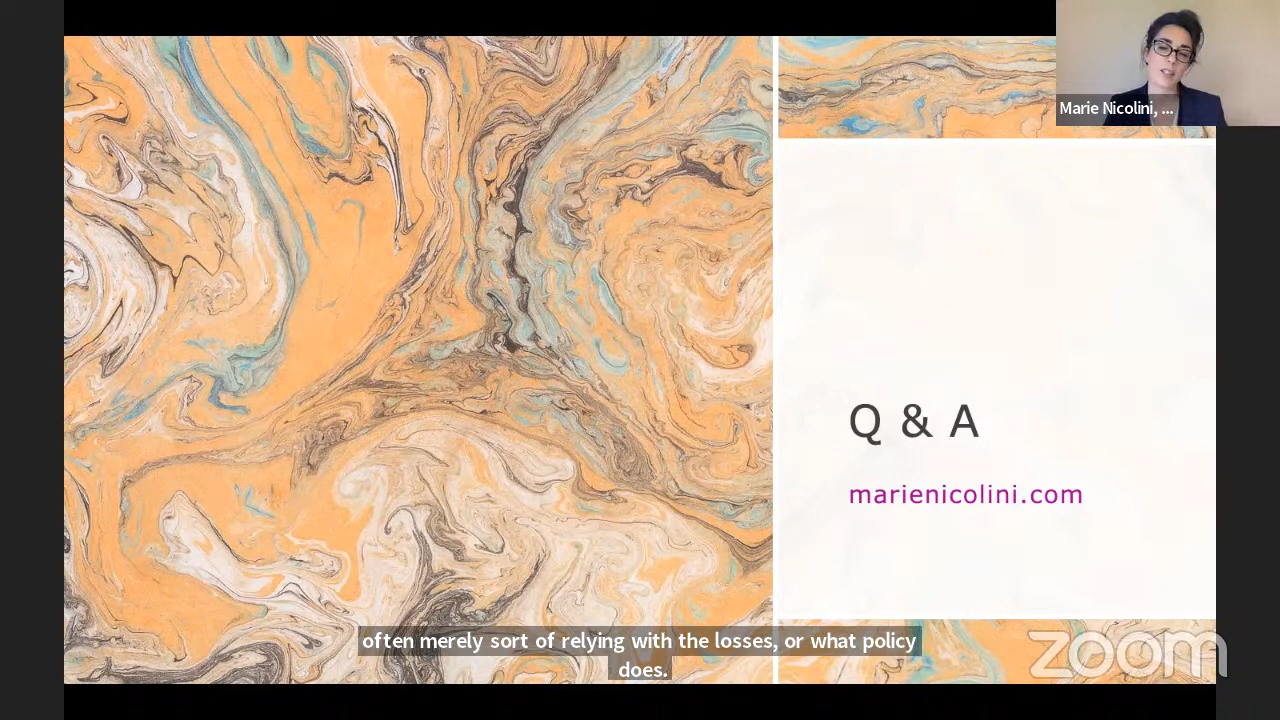 Marie Nicolini, ...
Q & A
marienicolini.com
often merely sort of relying with the losses, or what policy
does.
zoom